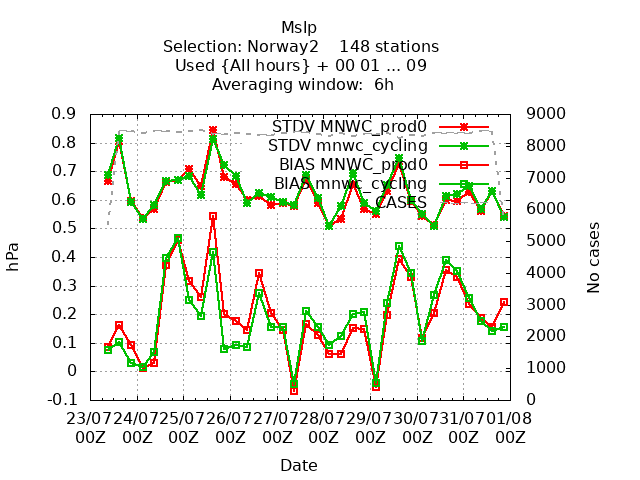 Mslp
Selection: Norway2    148 stations
Used {All hours} + 00 01 ... 09
Averaging window:  6h
0.9
0.8
0.7
0.6
0.5
0.4
0.3
0.2
0.1
0
-0.1
hPa
9000
8000
7000
6000
5000
4000
3000
2000
1000
0
No cases
STDV MNWC_prod0
STDV mnwc_cycling
BIAS MNWC_prod0
BIAS mnwc_cycling
CASES
23/07 24/07 25/07 26/07 27/07 28/07 29/07 30/07 31/07 01/08
00Z 00Z 00Z 00Z 00Z 00Z 00Z 00Z 00Z 00Z
Date